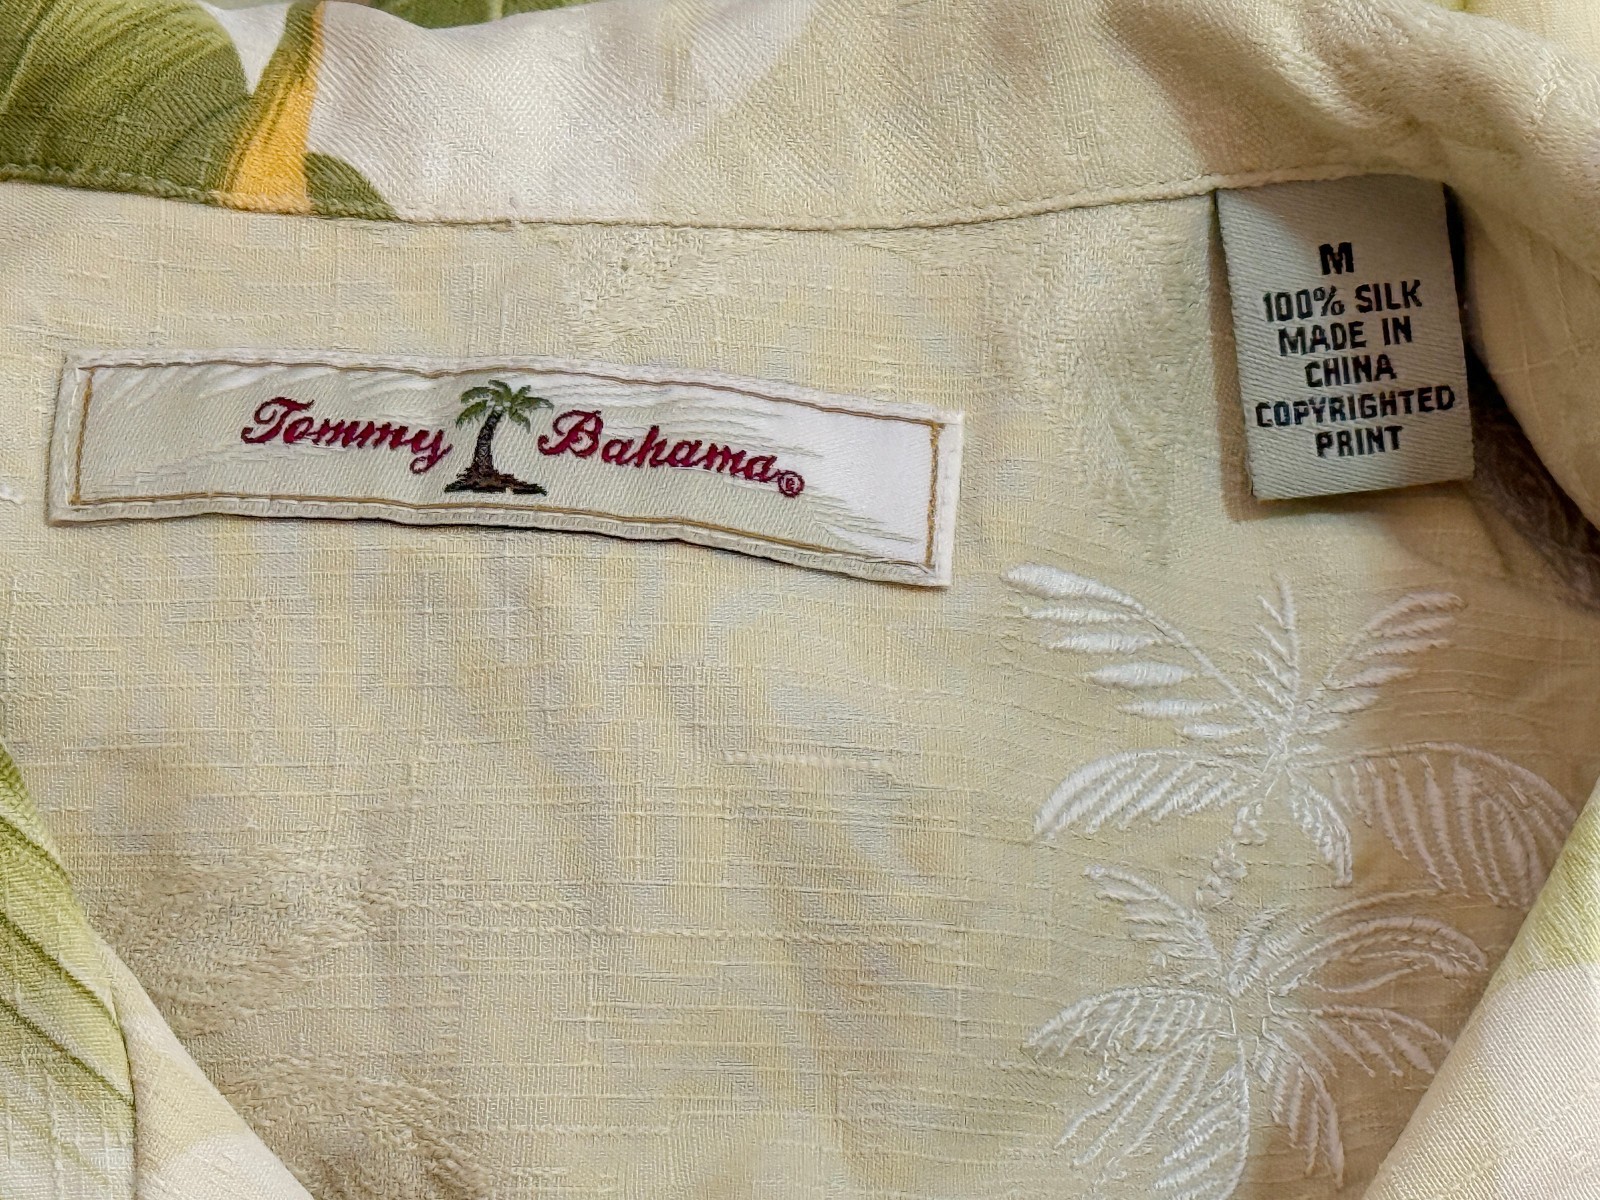 Tommy Bahama®
M
100% SILK
MADE IN
CHINA
COPYRIGHTED
PRINT